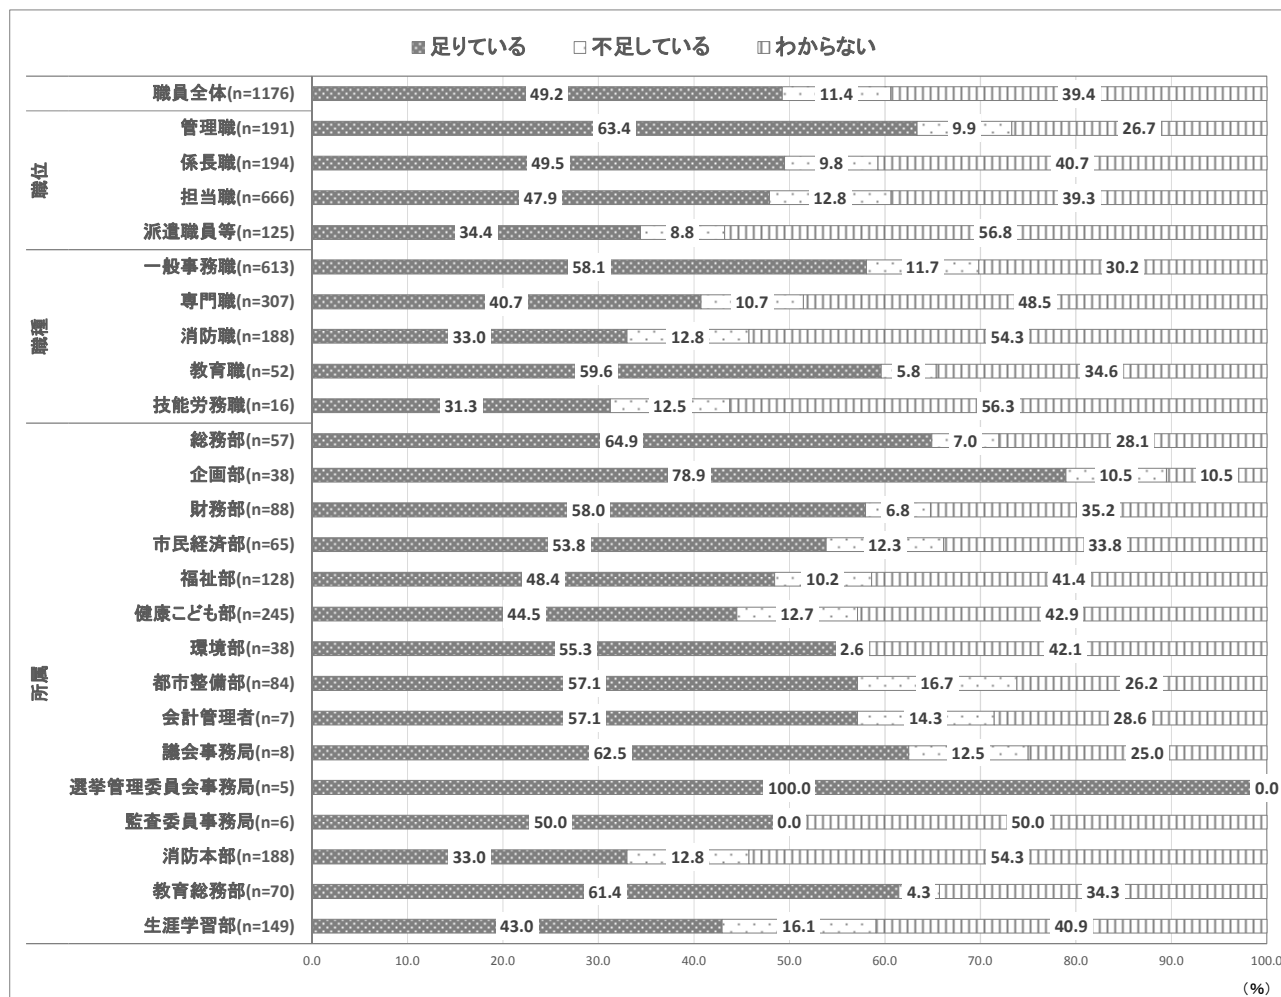 足りている 不足している わからない
職員全体(n=1176) 49.2 11.4 39.4
職位
管理職(n=191) 63.4 9.9 26.7
係長職(n=194) 49.5 9.8 40.7
担当職(n=666) 47.9 12.8 39.3
派遣職員等(n=125) 34.4 8.8 56.8
職種
一般事務職(n=613) 58.1 11.7 30.2
専門職(n=307) 40.7 10.7 48.5
消防職(n=188) 33.0 12.8 54.3
教育職(n=52) 59.6 5.8 34.6
技能労務職(n=16) 31.3 12.5 56.3
所属
総務部(n=57) 64.9 7.0 28.1
企画部(n=38) 78.9 10.5 10.5
財務部(n=88) 58.0 6.8 35.2
市民経済部(n=65) 53.8 12.3 33.8
福祉部(n=128) 48.4 10.2 41.4
健康こども部(n=245) 44.5 12.7 42.9
環境部(n=38) 55.3 2.6 42.1
都市整備部(n=84) 57.1 16.7 26.2
会計管理者(n=7) 57.1 14.3 28.6
議会事務局(n=8) 62.5 12.5 25.0
選挙管理委員会事務局(n=5) 100.0 0.0
監査委員事務局(n=6) 50.0 0.0 50.0
消防本部(n=188) 33.0 12.8 54.3
教育総務部(n=70) 61.4 4.3 34.3
生涯学習部(n=149) 43.0 16.1 40.9
0.0 10.0 20.0 30.0 40.0 50.0 60.0 70.0 80.0 90.0 100.0
(%)